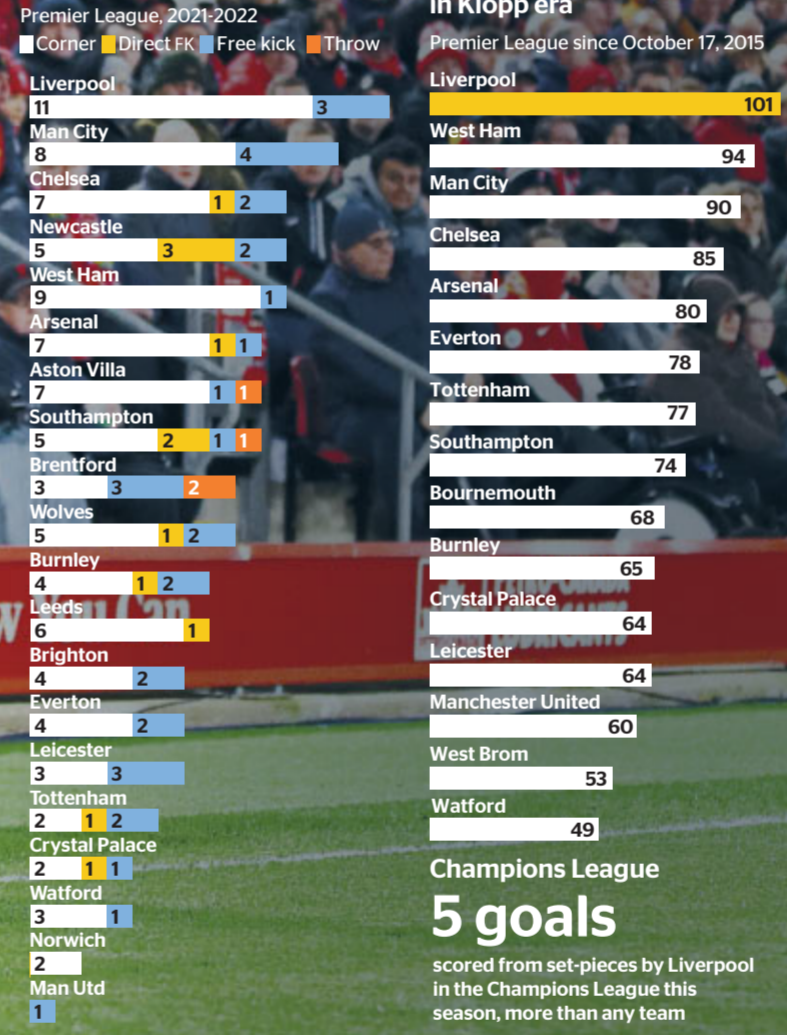 Premier League, 2021-2022
Corner Direct FK Free kick Throw
Liverpool
11 3
Man City
8 4
Chelsea
7 1 2
Newcastle
5 3 2
West Ham
9 1
Arsenal
7 1 1
Aston Villa
7 1 1
Southampton
5 2 1 1
Brentford
3 3 2
Wolves
5 1 2
Burnley
4 1 2
Leeds
6 1
Brighton
4 2
Everton
4 2
Leicester
3 3
Tottenham
2 1 2
Crystal Palace
2 1 1
Watford
3 1
Norwich
2
Man Utd
1
in Klopp era
Premier League since October 17, 2015
Liverpool
101
West Ham
94
Man City
90
Chelsea
85
Arsenal
80
Everton
78
Tottenham
77
Southampton
74
Bournemouth
68
Burnley
65
Crystal Palace
64
Leicester
64
Manchester United
60
West Brom
53
Watford
49
Champions League
5 goals
scored from set-pieces by Liverpool
in the Champions League this
season, more than any team
You Can